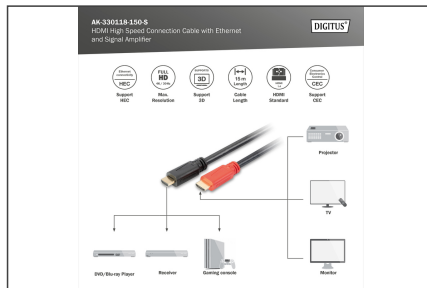 AK-330118-150-S
DIGITUS®
HDMI High Speed Connection Cable with Ethernet
and Signal Amplifier
HEC
FULL
HD
3D
15 m
Length
CEC
Support
HEC
Max.
Resolution
Support
3D
Cable
Length
HDMI
Standard
Support
CEC
Projector
TV
DVD/Blu-ray Player
Receiver
Gaming console
Monitor